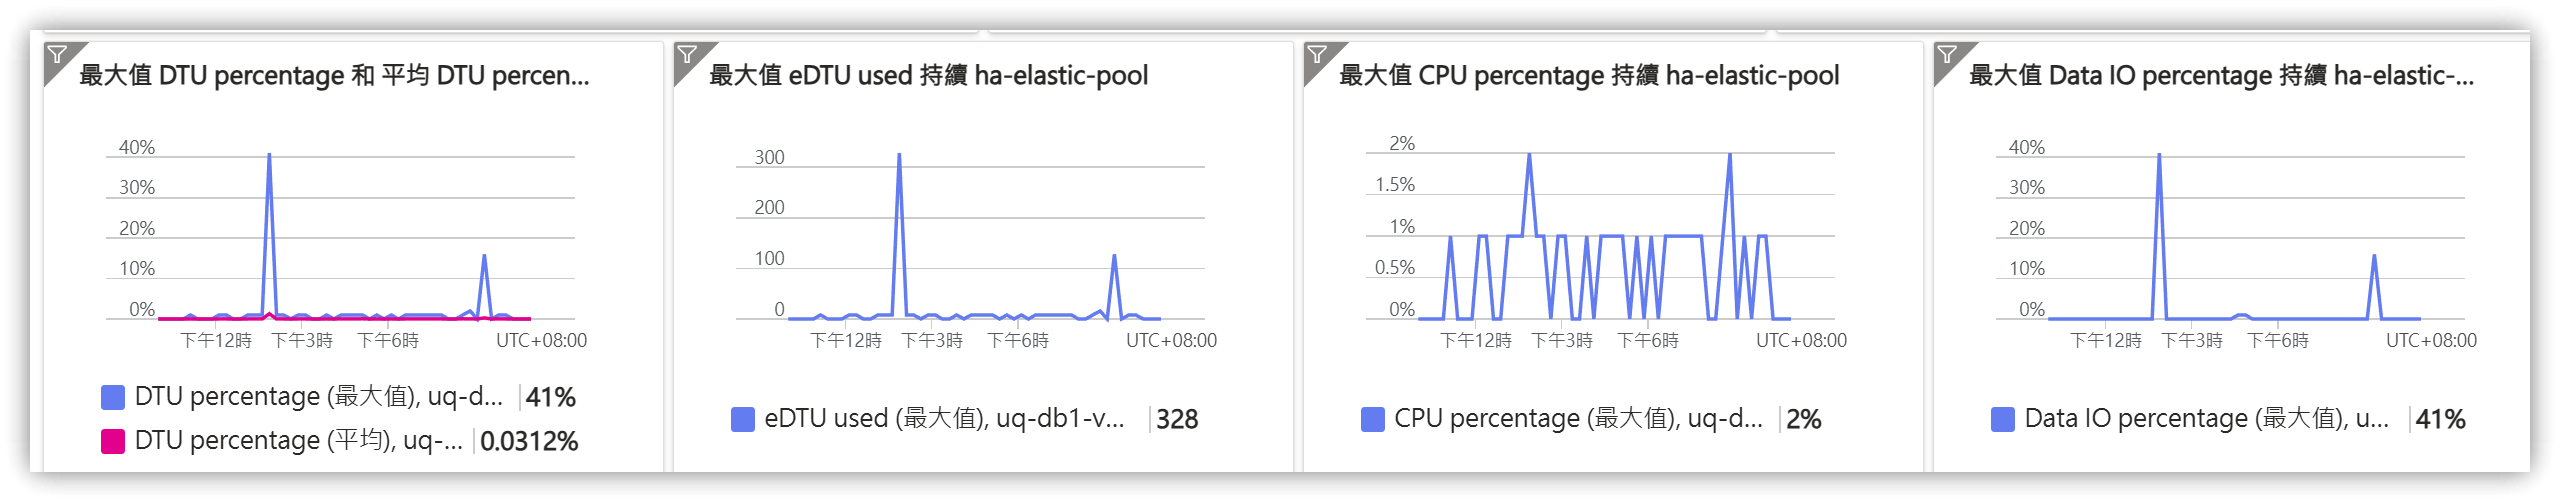 最大值 DTU percentage 和 平均 DTU percen...
40%
30%
20%
10%
0%
下午12時 下午3時 下午6時 UTC+08:00
DTU percentage (最大值), uq-d... 41%
DTU percentage (平均), uq-... 0.0312%
最大值 eDTU used 持續 ha-elastic-pool
300
200
100
0
下午12時 下午3時 下午6時 UTC+08:00
eDTU used (最大值), uq-db1-v... 328
最大值 CPU percentage 持續 ha-elastic-pool
2%
1.5%
1%
0.5%
0%
下午12時 下午3時 下午6時 UTC+08:00
CPU percentage (最大值), uq-d... 2%
最大值 Data IO percentage 持續 ha-elastic-...
40%
30%
20%
10%
0%
下午12時 下午3時 下午6時 UTC+08:00
Data IO percentage (最大值), u... 41%